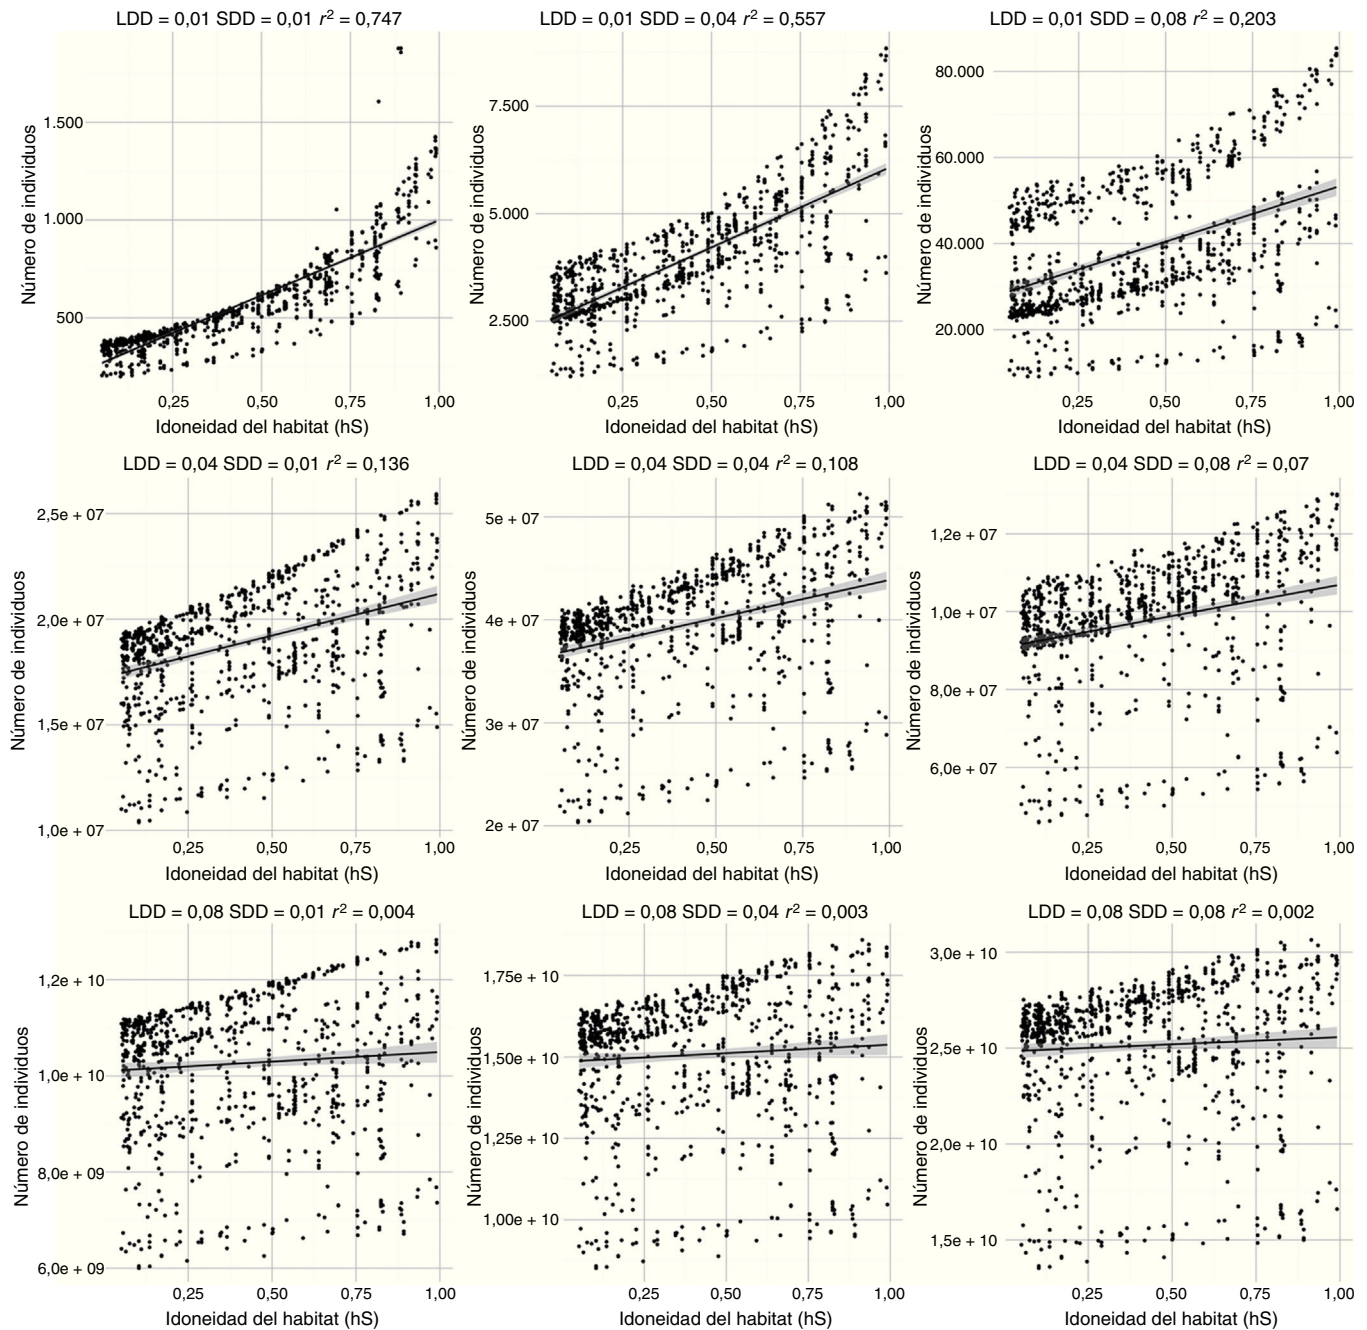 LDD = 0,01 SDD = 0,01 r² = 0,747
Número de individuos
1.500
1.000
500
0,25 0,50 0,75 1,00
Idoneidad del habitat (hS)
LDD = 0,01 SDD = 0,04 r² = 0,557
Número de individuos
7.500
5.000
2.500
0,25 0,50 0,75 1,00
Idoneidad del habitat (hS)
LDD = 0,01 SDD = 0,08 r² = 0,203
Número de individuos
80.000
60.000
40.000
20.000
0,25 0,50 0,75 1,00
Idoneidad del habitat (hS)
LDD = 0,04 SDD = 0,01 r² = 0,136
Número de individuos
2,5e + 07
2,0e + 07
1,5e + 07
1,0e + 07
0,25 0,50 0,75 1,00
Idoneidad del habitat (hS)
LDD = 0,04 SDD = 0,04 r² = 0,108
Número de individuos
5e + 07
4e + 07
3e + 07
2e + 07
0,25 0,50 0,75 1,00
Idoneidad del habitat (hS)
LDD = 0,04 SDD = 0,08 r² = 0,07
Número de individuos
1,2e + 07
1,0e + 07
8,0e + 07
6,0e + 07
0,25 0,50 0,75 1,00
Idoneidad del habitat (hS)
LDD = 0,08 SDD = 0,01 r² = 0,004
Número de individuos
1,2e + 10
1,0e + 10
8,0e + 09
6,0e + 09
0,25 0,50 0,75 1,00
Idoneidad del habitat (hS)
LDD = 0,08 SDD = 0,04 r² = 0,003
Número de individuos
1,75e + 10
1,50e + 10
1,25e + 10
1,00e + 10
0,25 0,50 0,75 1,00
Idoneidad del habitat (hS)
LDD = 0,08 SDD = 0,08 r² = 0,002
Número de individuos
3,0e + 10
2,5e + 10
2,0e + 10
1,5e + 10
0,25 0,50 0,75 1,00
Idoneidad del habitat (hS)